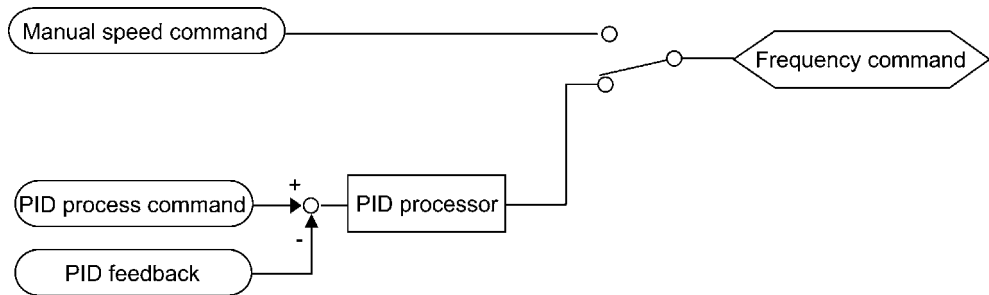 Manual speed command
Frequency command
PID process command
+
PID processor
-
PID feedback